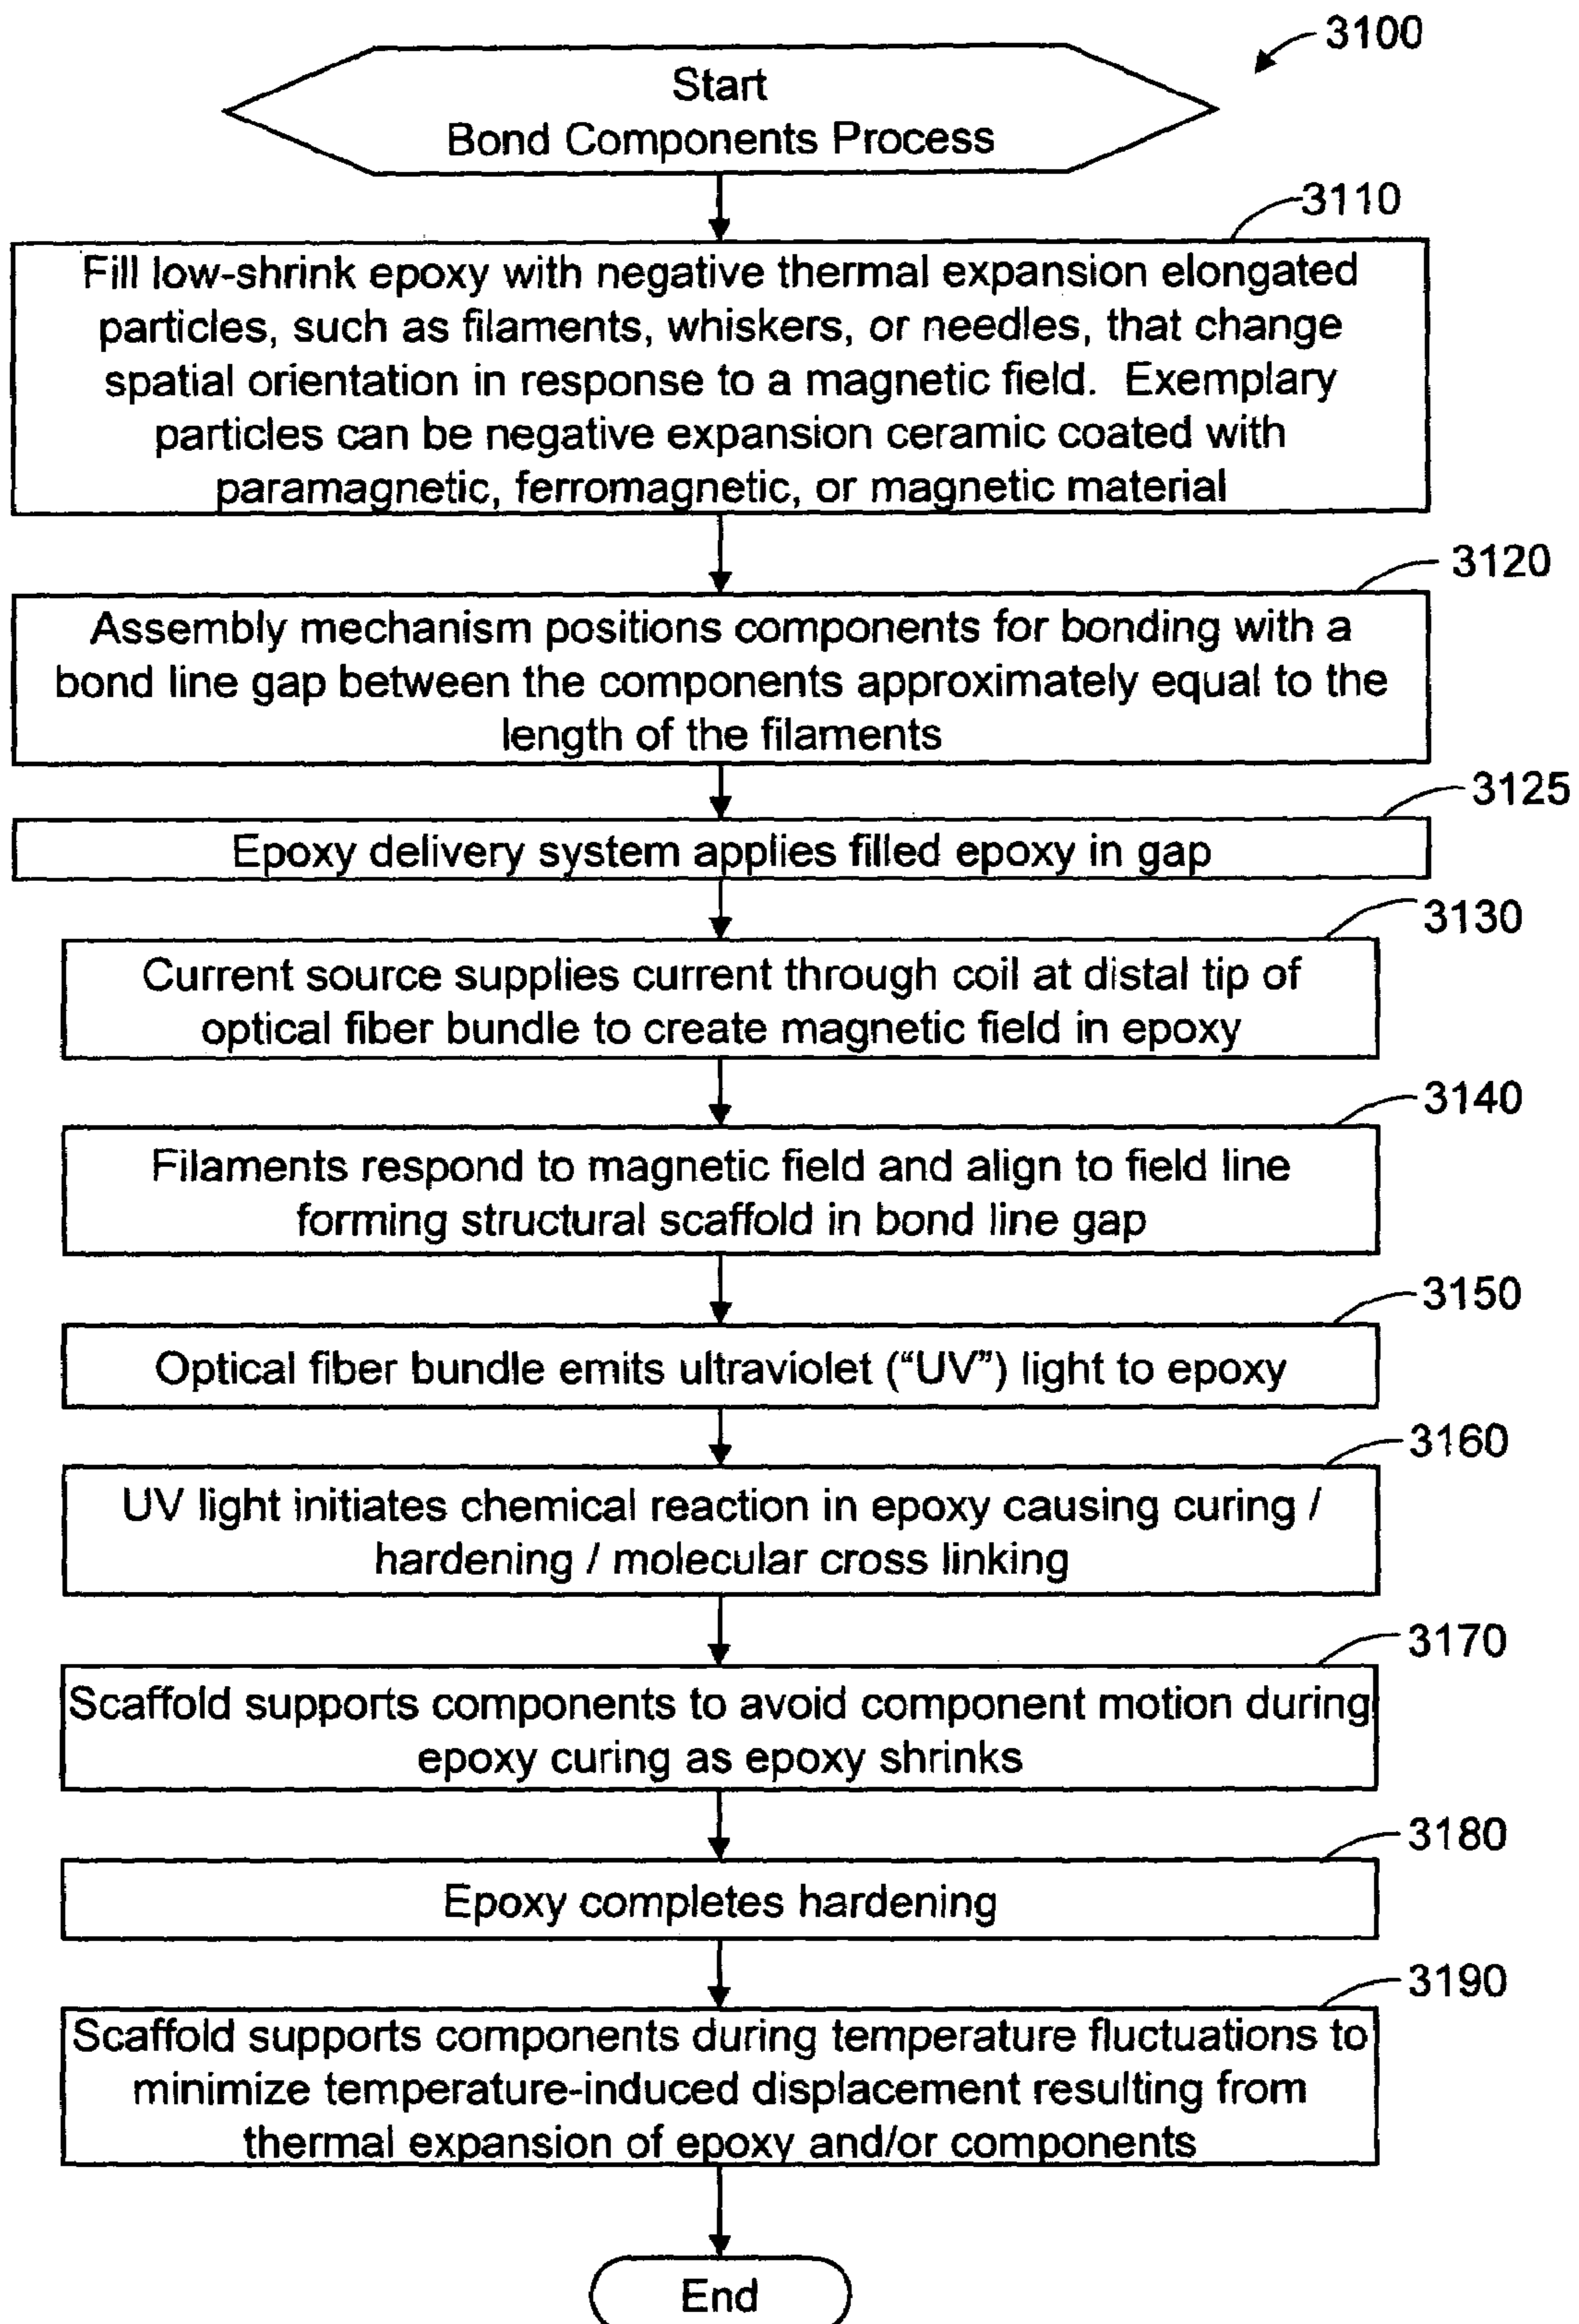 3100
Start
Bond Components Process
3110
Fill low-shrink epoxy with negative thermal expansion elongated
particles, such as filaments, whiskers, or needles, that change
spatial orientation in response to a magnetic field.  Exemplary
particles can be negative expansion ceramic coated with
paramagnetic, ferromagnetic, or magnetic material
3120
Assembly mechanism positions components for bonding with a
bond line gap between the components approximately equal to the
length of the filaments
3125
Epoxy delivery system applies filled epoxy in gap
3130
Current source supplies current through coil at distal tip of
optical fiber bundle to create magnetic field in epoxy
3140
Filaments respond to magnetic field and align to field line
forming structural scaffold in bond line gap
3150
Optical fiber bundle emits ultraviolet (“UV”) light to epoxy
3160
UV light initiates chemical reaction in epoxy causing curing /
hardening / molecular cross linking
3170
Scaffold supports components to avoid component motion during
epoxy curing as epoxy shrinks
3180
Epoxy completes hardening
3190
Scaffold supports components during temperature fluctuations to
minimize temperature-induced displacement resulting from
thermal expansion of epoxy and/or components
End